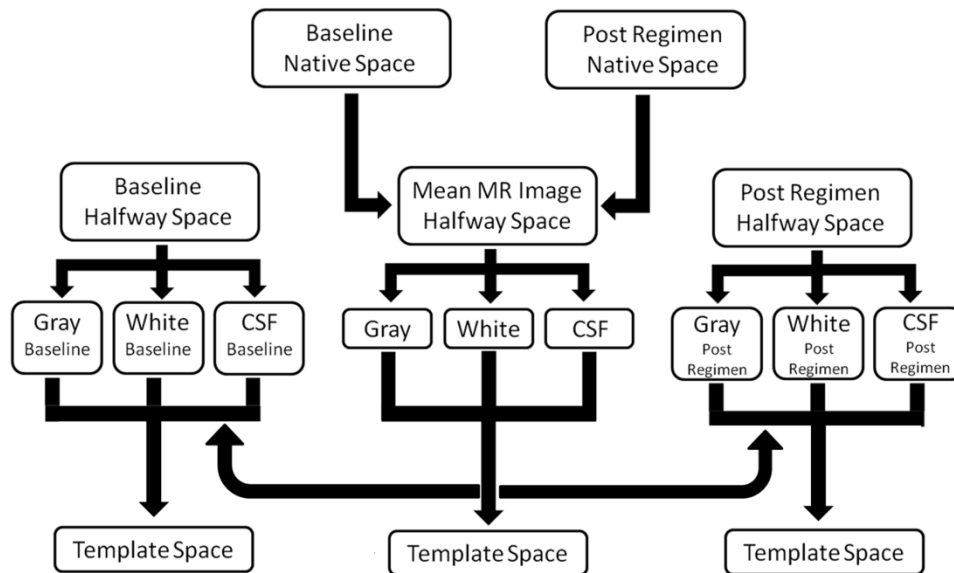 Baseline
Native Space
Post Regimen
Native Space
Baseline
Halfway Space
Mean MR Image
Halfway Space
Post Regimen
Halfway Space
Gray
Baseline
White
Baseline
CSF
Baseline
Gray
White
CSF
Gray
Post
Regimen
White
Post
Regimen
CSF
Post
Regimen
Template Space
Template Space
Template Space